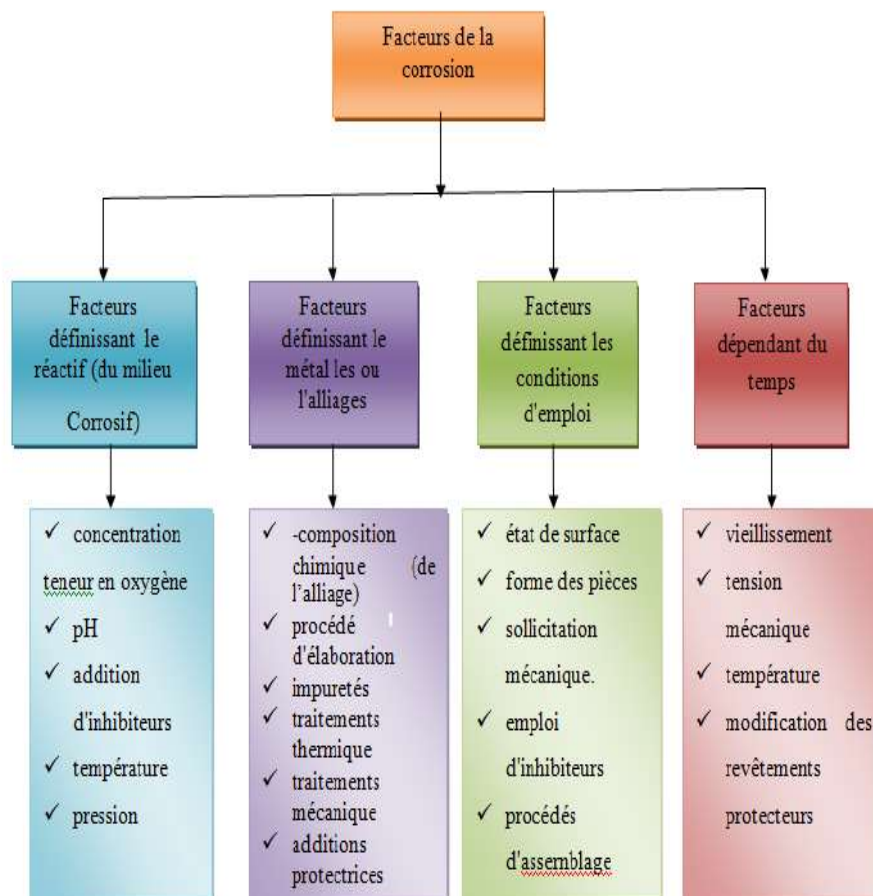 Facteurs de la
corrosion
Facteurs
définissant le
réactif (du milieu
Corrosif)
Facteurs
définissant le
métal les ou
l'alliages
Facteurs
définissant les
conditions
d'emploi
Facteurs
dépendant du
temps
✓ concentration
teneur en oxygène
✓ pH
✓ addition
d'inhibiteurs
✓ température
✓ pression
✓ -composition
chimique (de
l'alliage)
✓ procédé
d'élaboration
✓ impuretés
✓ traitements
thermique
✓ traitements
mécanique
✓ additions
protectrices
✓ état de surface
✓ forme des pièces
✓ sollicitation
mécanique.
✓ emploi
d'inhibiteurs
✓ procédés
d'assemblage
✓ vieillissement
✓ tension
mécanique
✓ température
✓ modification des
revêtements
protecteurs